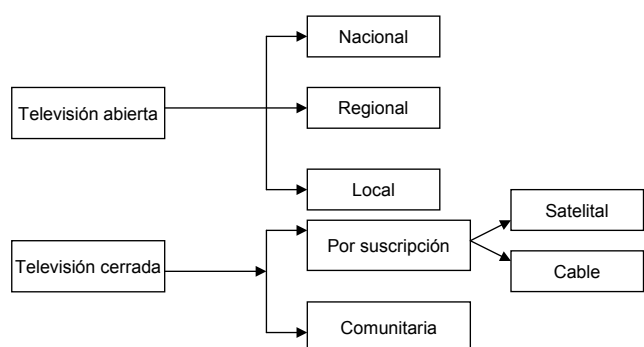 Nacional
Televisión abierta
Regional
Local
Satelital
Por suscripción
Televisión cerrada
Cable
Comunitaria